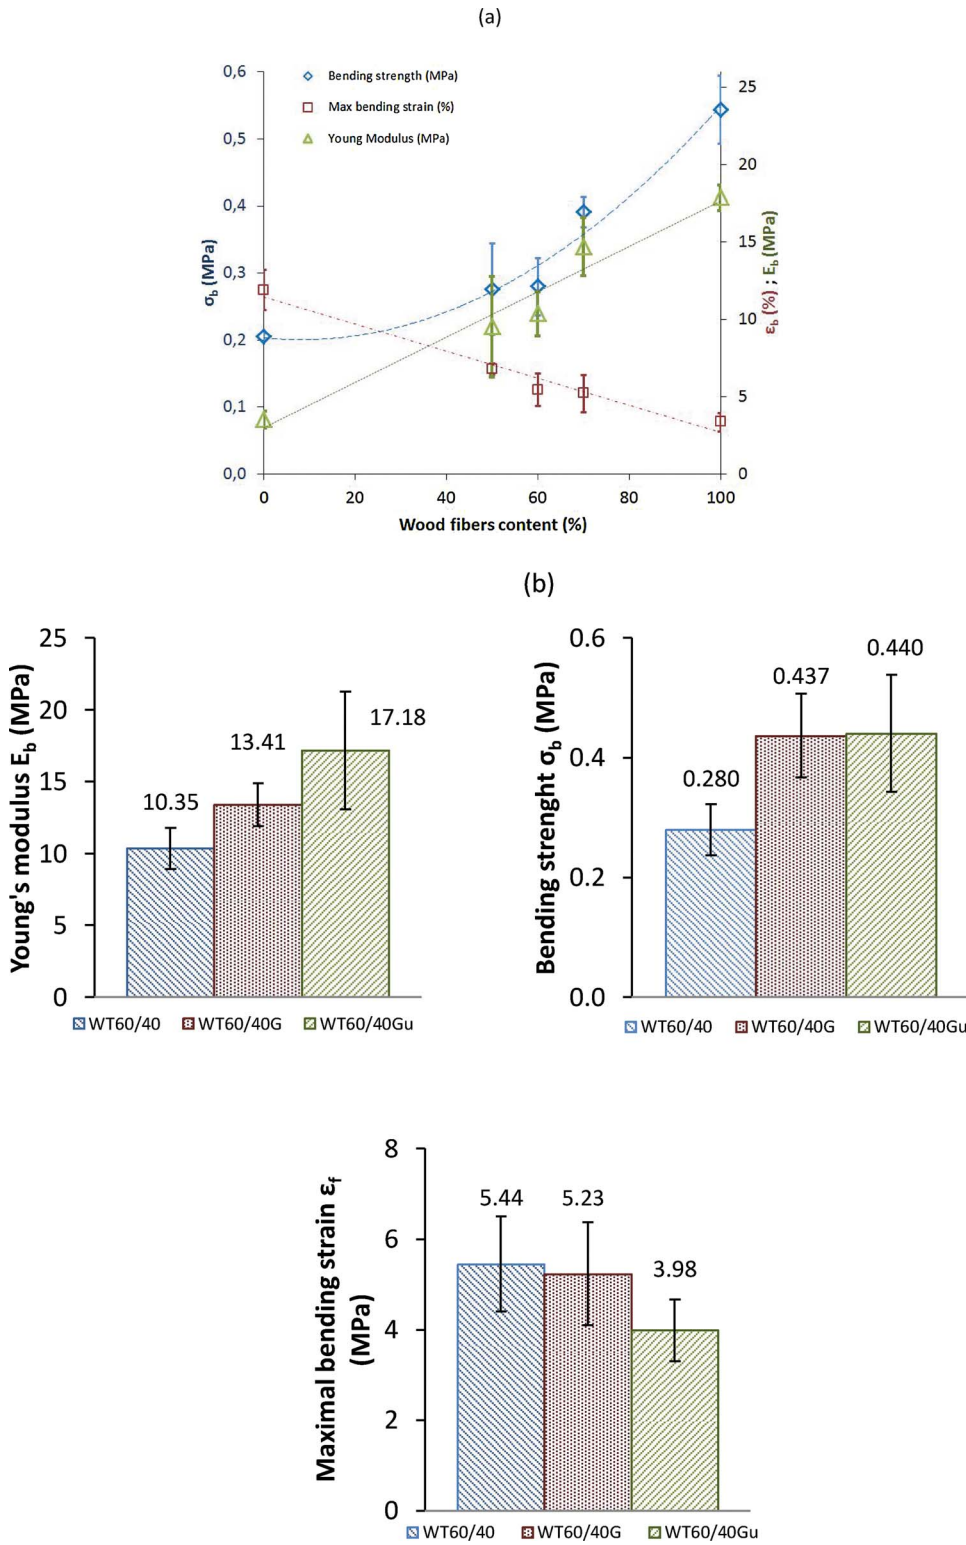 (a)
0,6
0,5
0,4
0,3
0,2
0,1
0,0
σb (MPa)
Bending strength (MPa)
Max bending strain (%)
Young Modulus (MPa)
25
20
15
10
5
0
εb (%) ; Eb (MPa)
0 20 40 60 80 100
Wood fibers content (%)
(b)
Young's modulus Eb (MPa)
25
20
15
10
5
0
10.35
13.41
17.18
WT60/40 WT60/40G WT60/40Gu
Bending strenght σb (MPa)
0.6
0.4
0.2
0.0
0.280
0.437
0.440
WT60/40 WT60/40G WT60/40Gu
Maximal bending strain εf
(MPa)
8
6
4
2
0
5.44
5.23
3.98
WT60/40 WT60/40G WT60/40Gu